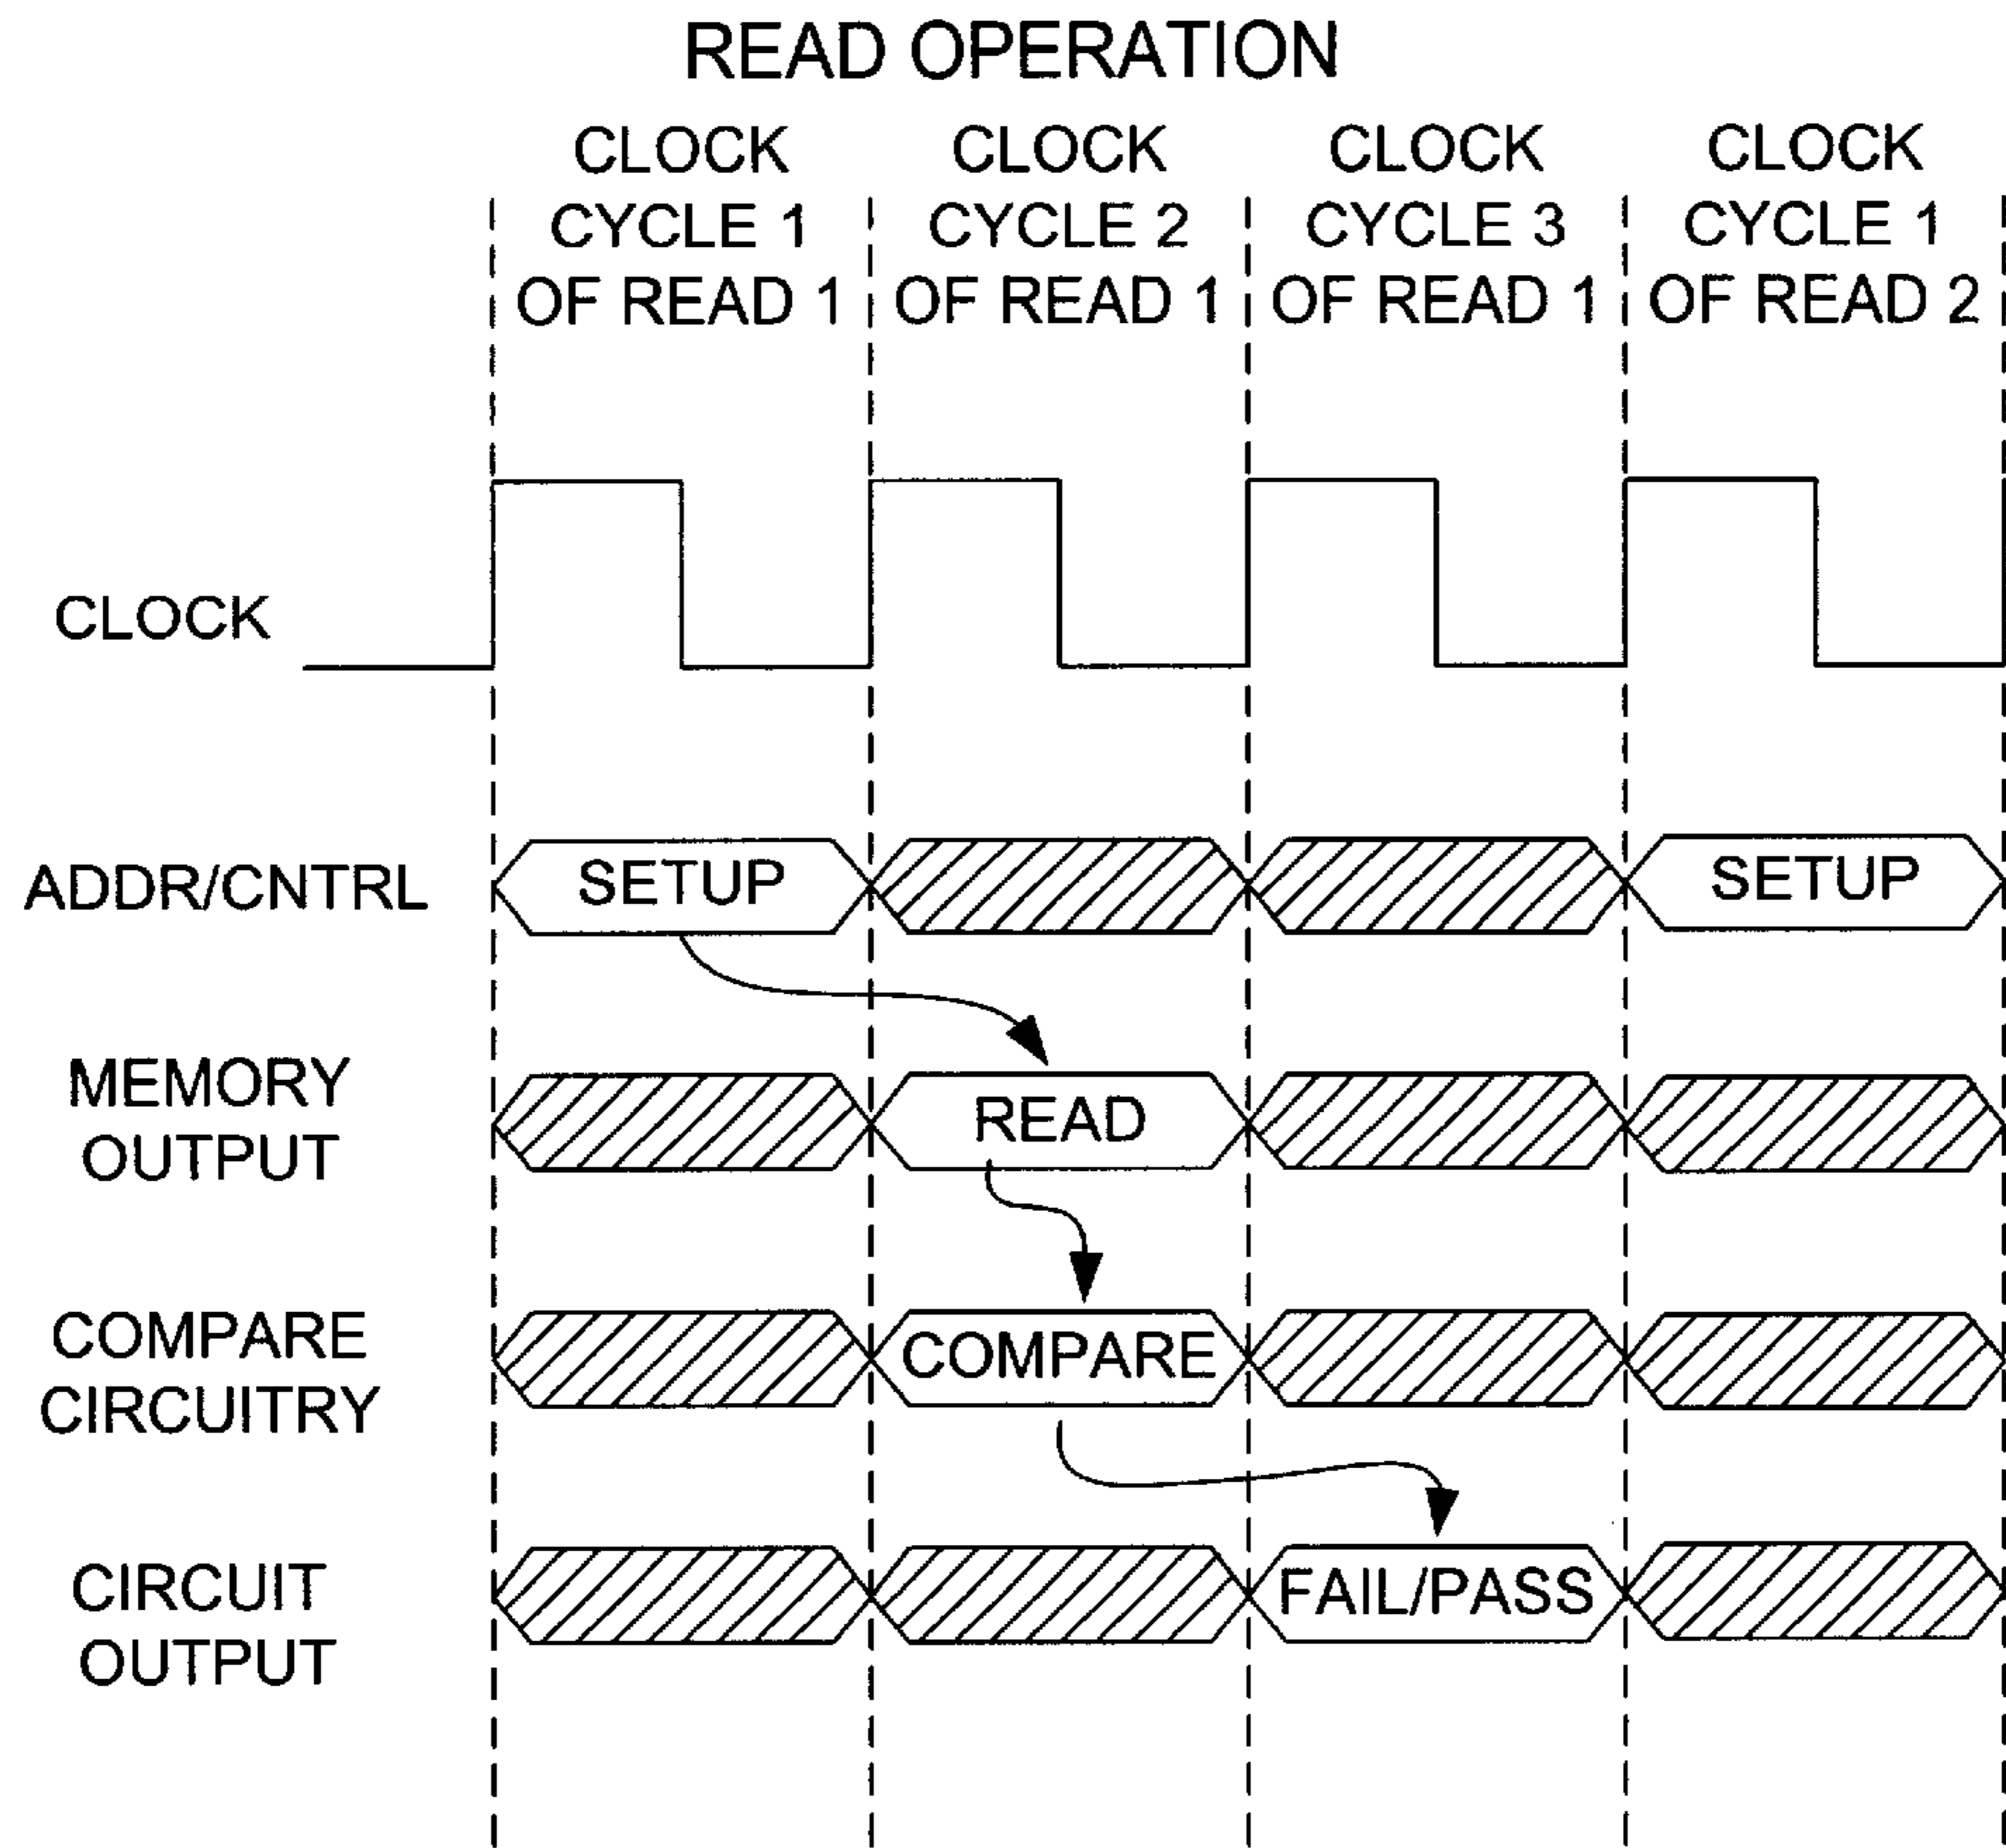 READ OPERATION
CLOCK CLOCK CLOCK CLOCK
CYCLE 1 CYCLE 2 CYCLE 3 CYCLE 1
OF READ 1 OF READ 1 OF READ 1 OF READ 2
CLOCK
ADDR/CNTRL SETUP SETUP
MEMORY
OUTPUT
READ
COMPARE
CIRCUITRY
COMPARE
CIRCUIT
OUTPUT
FAIL/PASS